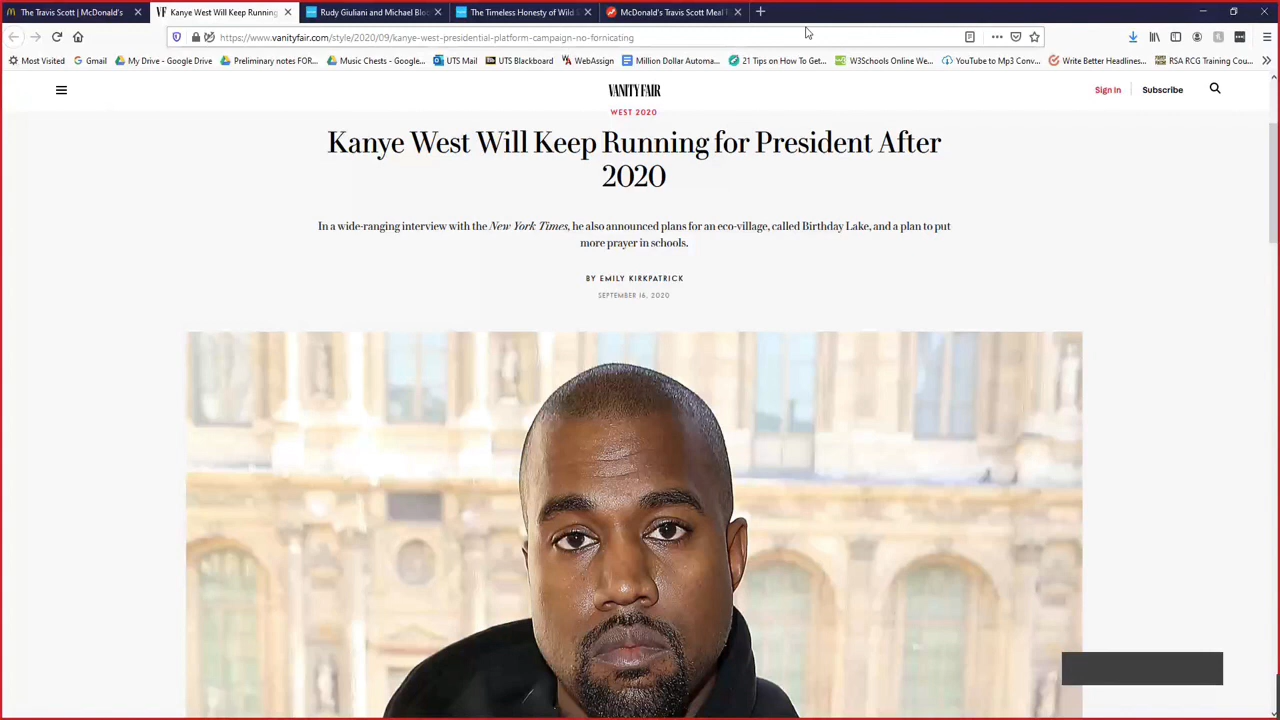 The Travis Scott | McDonald's
VF Kanye West Will Keep Running
Rudy Giuliani and Michael Blo
The Timeless Honesty of Wild S
McDonald's Travis Scott Meal
https://www.vanityfair.com/style/2020/09/kanye-west-presidential-platform-campaign-no-fornicating
Most Visited
Gmail
My Drive - Google Drive
Preliminary notes FOR...
Music Chests - Google...
UTS Mail
UTS Blackboard
WebAssign
Million Dollar Automa...
21 Tips on How To Get...
W3Schools Online We...
YouTube to Mp3 Conv...
Write Better Headlines...
RSA RCG Training Cou...
VANITY FAIR
Sign In
Subscribe
WEST 2020
Kanye West Will Keep Running for President After
2020
In a wide-ranging interview with the New York Times, he also announced plans for an eco-village, called Birthday Lake, and a plan to put
more prayer in schools.
BY EMILY KIRKPATRICK
SEPTEMBER 16, 2020